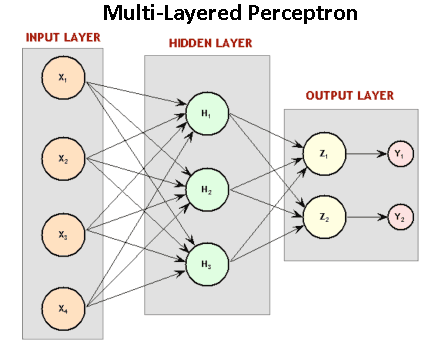 Multi-Layered Perceptron
INPUT LAYER
HIDDEN LAYER
OUTPUT LAYER
X1
X2
X3
X4
H1
H2
H3
Z1
Z2
Y1
Y2